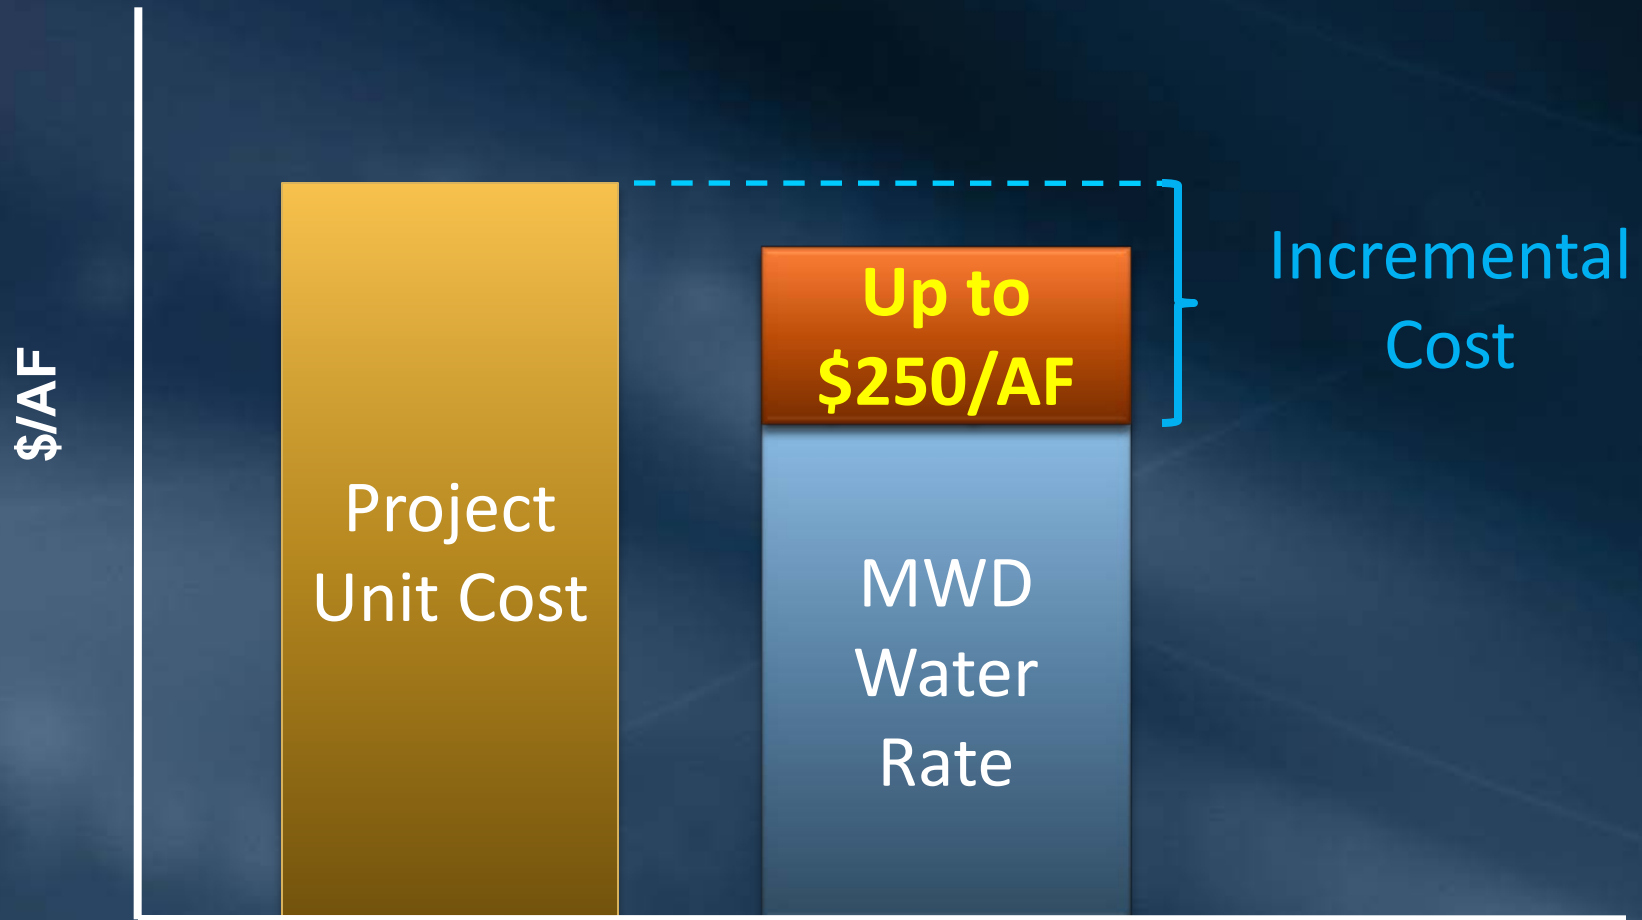 $/AF
Project
Unit Cost
Up to
$250/AF
MWD
Water
Rate
Incremental
Cost